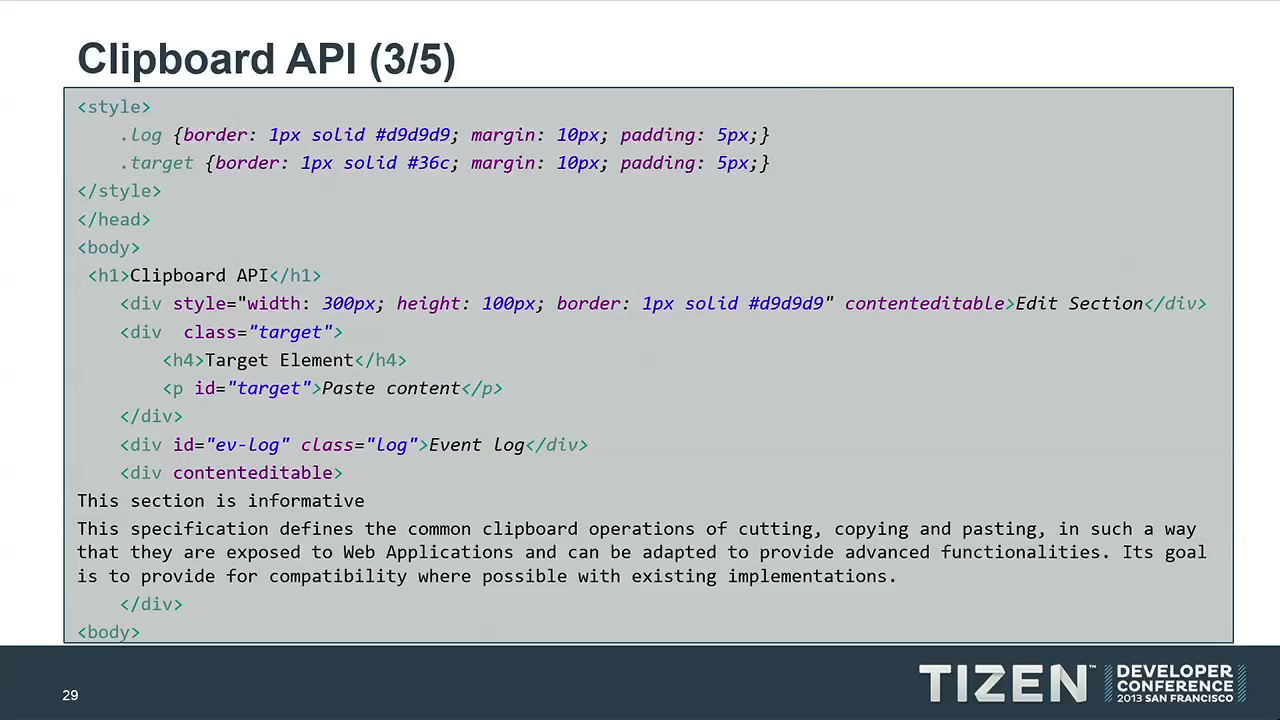 Clipboard API (3/5)
<style>
.log {border: 1px solid #d9d9d9; margin: 10px; padding: 5px;}
.target {border: 1px solid #36c; margin: 10px; padding: 5px;}
</style>
</head>
<body>
<h1>Clipboard API</h1>
<div style="width: 300px; height: 100px; border: 1px solid #d9d9d9" contenteditable>Edit Section</div>
<div  class="target">
<h4>Target Element</h4>
<p id="target">Paste content</p>
</div>
<div id="ev-log" class="log">Event log</div>
<div contenteditable>
This section is informative
This specification defines the common clipboard operations of cutting, copying and pasting, in such a way
that they are exposed to Web Applications and can be adapted to provide advanced functionalities. Its goal
is to provide for compatibility where possible with existing implementations.
</div>
<body>
29
TIZEN™
DEVELOPER
CONFERENCE
2013 SAN FRANCISCO